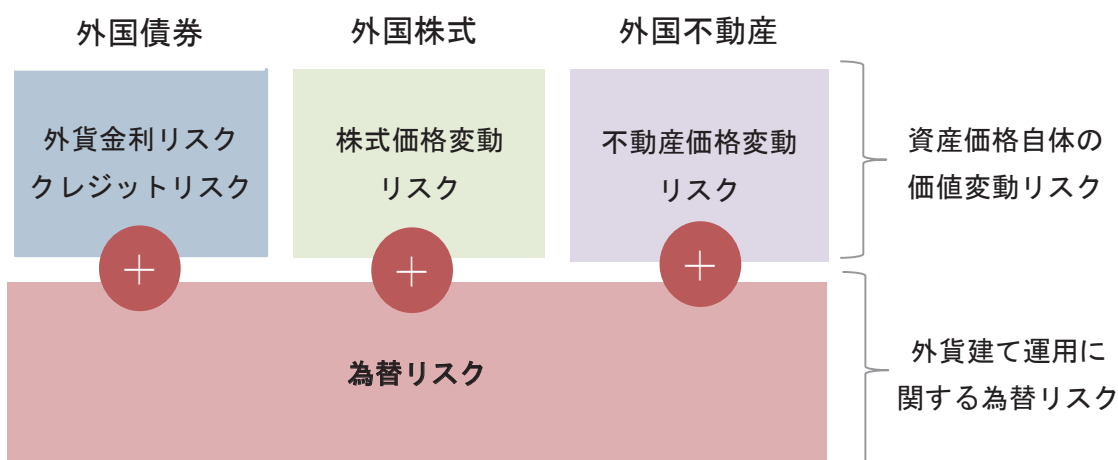 外国債券
外国株式
外国不動産
外貨金利リスク
クレジットリスク
株式価格変動
リスク
不動産価格変動
リスク
資産価格自体の
価値変動リスク
+
+
+
為替リスク
外貨建て運用に
関する為替リスク